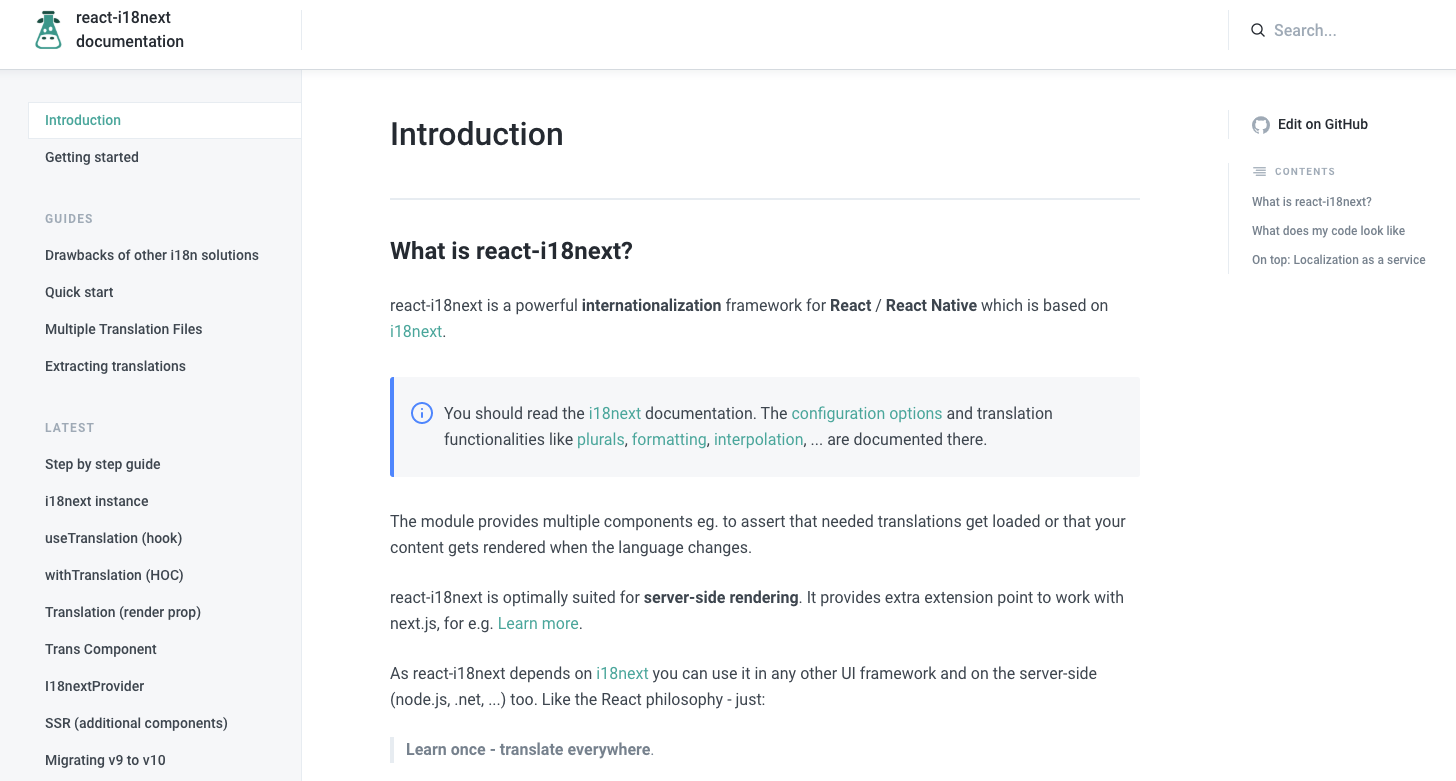 react-i18next
documentation
Search...
Introduction
Getting started
GUIDES
Drawbacks of other i18n solutions
Quick start
Multiple Translation Files
Extracting translations
LATEST
Step by step guide
i18next instance
useTranslation (hook)
withTranslation (HOC)
Translation (render prop)
Trans Component
I18nextProvider
SSR (additional components)
Migrating v9 to v10
Introduction
What is react-i18next?
react-i18next is a powerful internationalization framework for React / React Native which is based on
i18next.
You should read the i18next documentation. The configuration options and translation
functionalities like plurals, formatting, interpolation, ... are documented there.
The module provides multiple components eg. to assert that needed translations get loaded or that your
content gets rendered when the language changes.
react-i18next is optimally suited for server-side rendering. It provides extra extension point to work with
next.js, for e.g. Learn more.
As react-i18next depends on i18next you can use it in any other UI framework and on the server-side
(node.js, .net, ...) too. Like the React philosophy - just:
Learn once - translate everywhere.
Edit on GitHub
CONTENTS
What is react-i18next?
What does my code look like
On top: Localization as a service